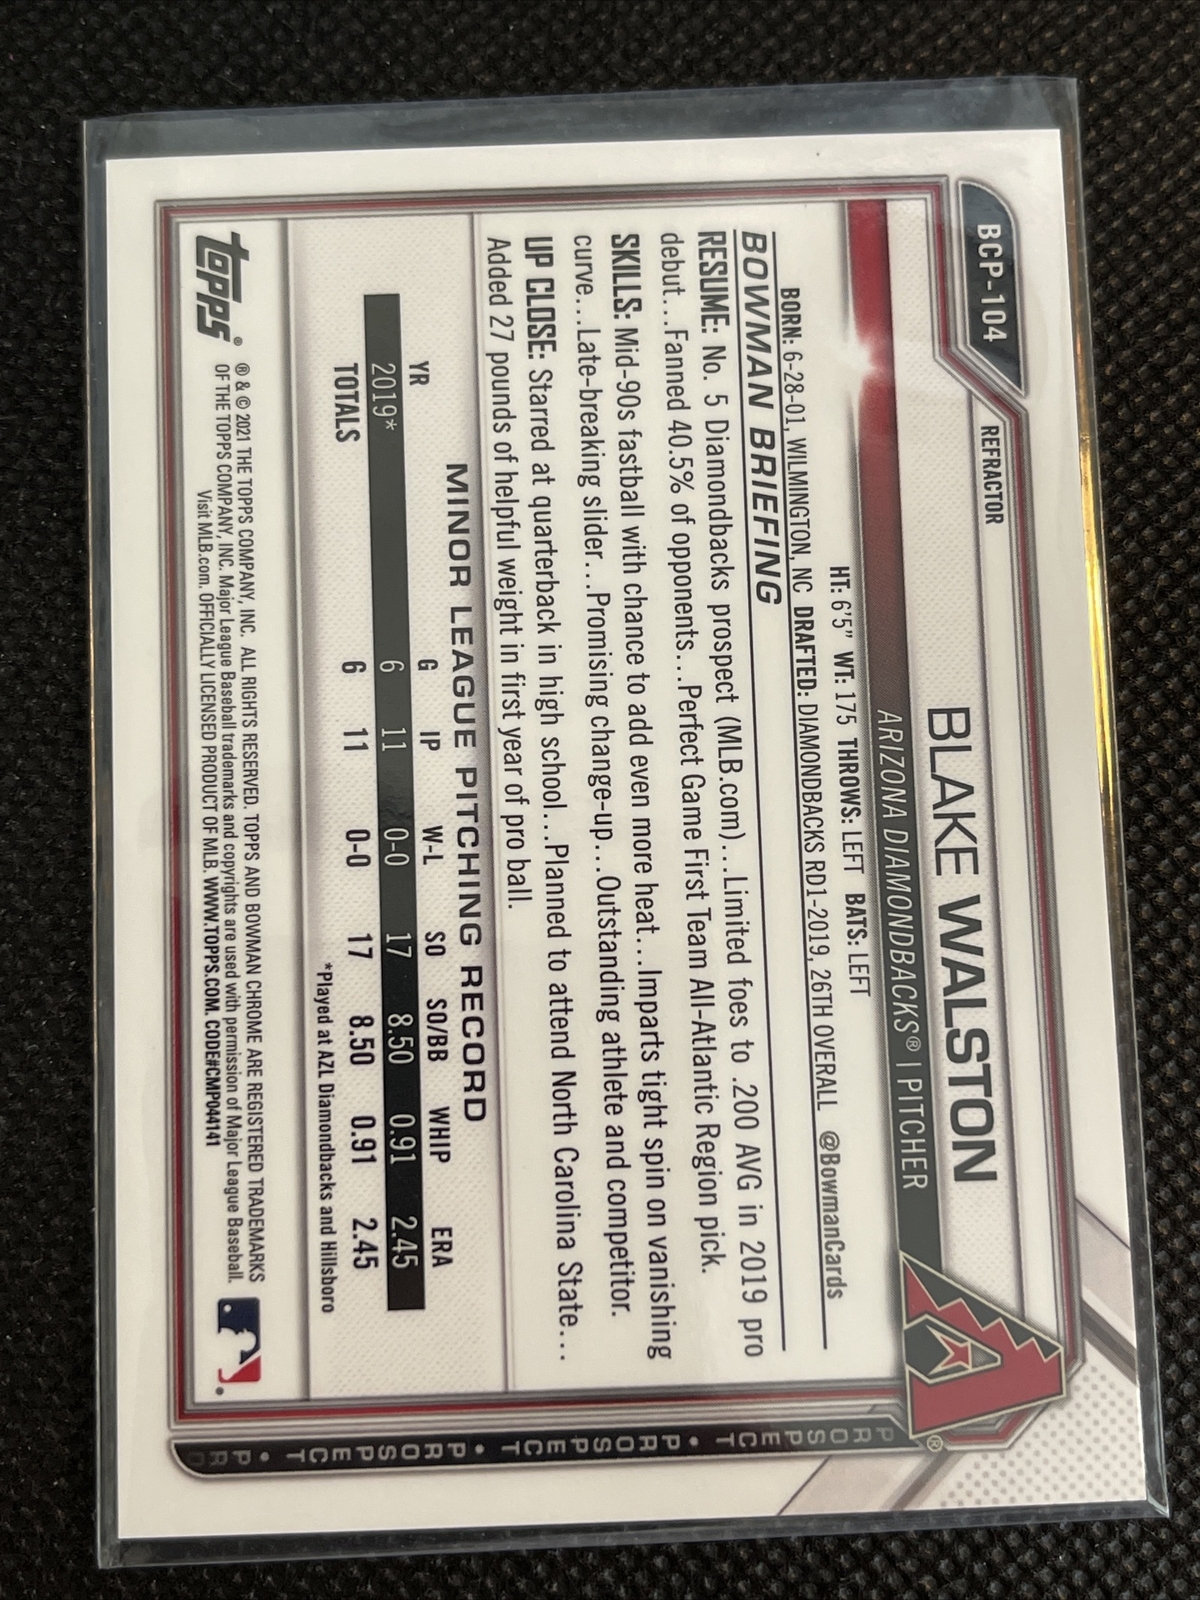 BCP-104
REFRACTOR
BLAKE WALSTON
ARIZONA DIAMONDBACKS® | PITCHER
HT: 6'5" WT: 175 THROWS: LEFT BATS: LEFT
BORN: 6-28-01, WILMINGTON, NC DRAFTED: DIAMONDBACKS RD1-2019, 26TH OVERALL @BowmanCards
BOWMAN BRIEFING
RESUME: No. 5 Diamondbacks prospect (MLB.com)...Limited foes to .200 AVG in 2019 pro
debut...Fanned 40.5% of opponents...Perfect Game First Team All-Atlantic Region pick.
SKILLS: Mid-90s fastball with chance to add even more heat...Imparts tight spin on vanishing
curve...Late-breaking slider...Promising change-up...Outstanding athlete and competitor.
UP CLOSE: Starred at quarterback in high school...Planned to attend North Carolina State...
Added 27 pounds of helpful weight in first year of pro ball.
MINOR LEAGUE PITCHING RECORD
YR G IP W-L SO SO/BB WHIP ERA
2019* 6 11 0-0 17 8.50 0.91 2.45
TOTALS 6 11 0-0 17 8.50 0.91 2.45
*Played at AZL Diamondbacks and Hillsboro
topps®
® & © 2021 THE TOPPS COMPANY, INC. ALL RIGHTS RESERVED. TOPPS AND BOWMAN CHROME ARE REGISTERED TRADEMARKS
OF THE TOPPS COMPANY, INC. Major League Baseball trademarks and copyrights are used with permission of Major League Baseball.
Visit MLB.com. OFFICIALLY LICENSED PRODUCT OF MLB. WWW.TOPPS.COM. CODE#CMP044141
PROSPECT • PROSPECT • PROSPECT • PR